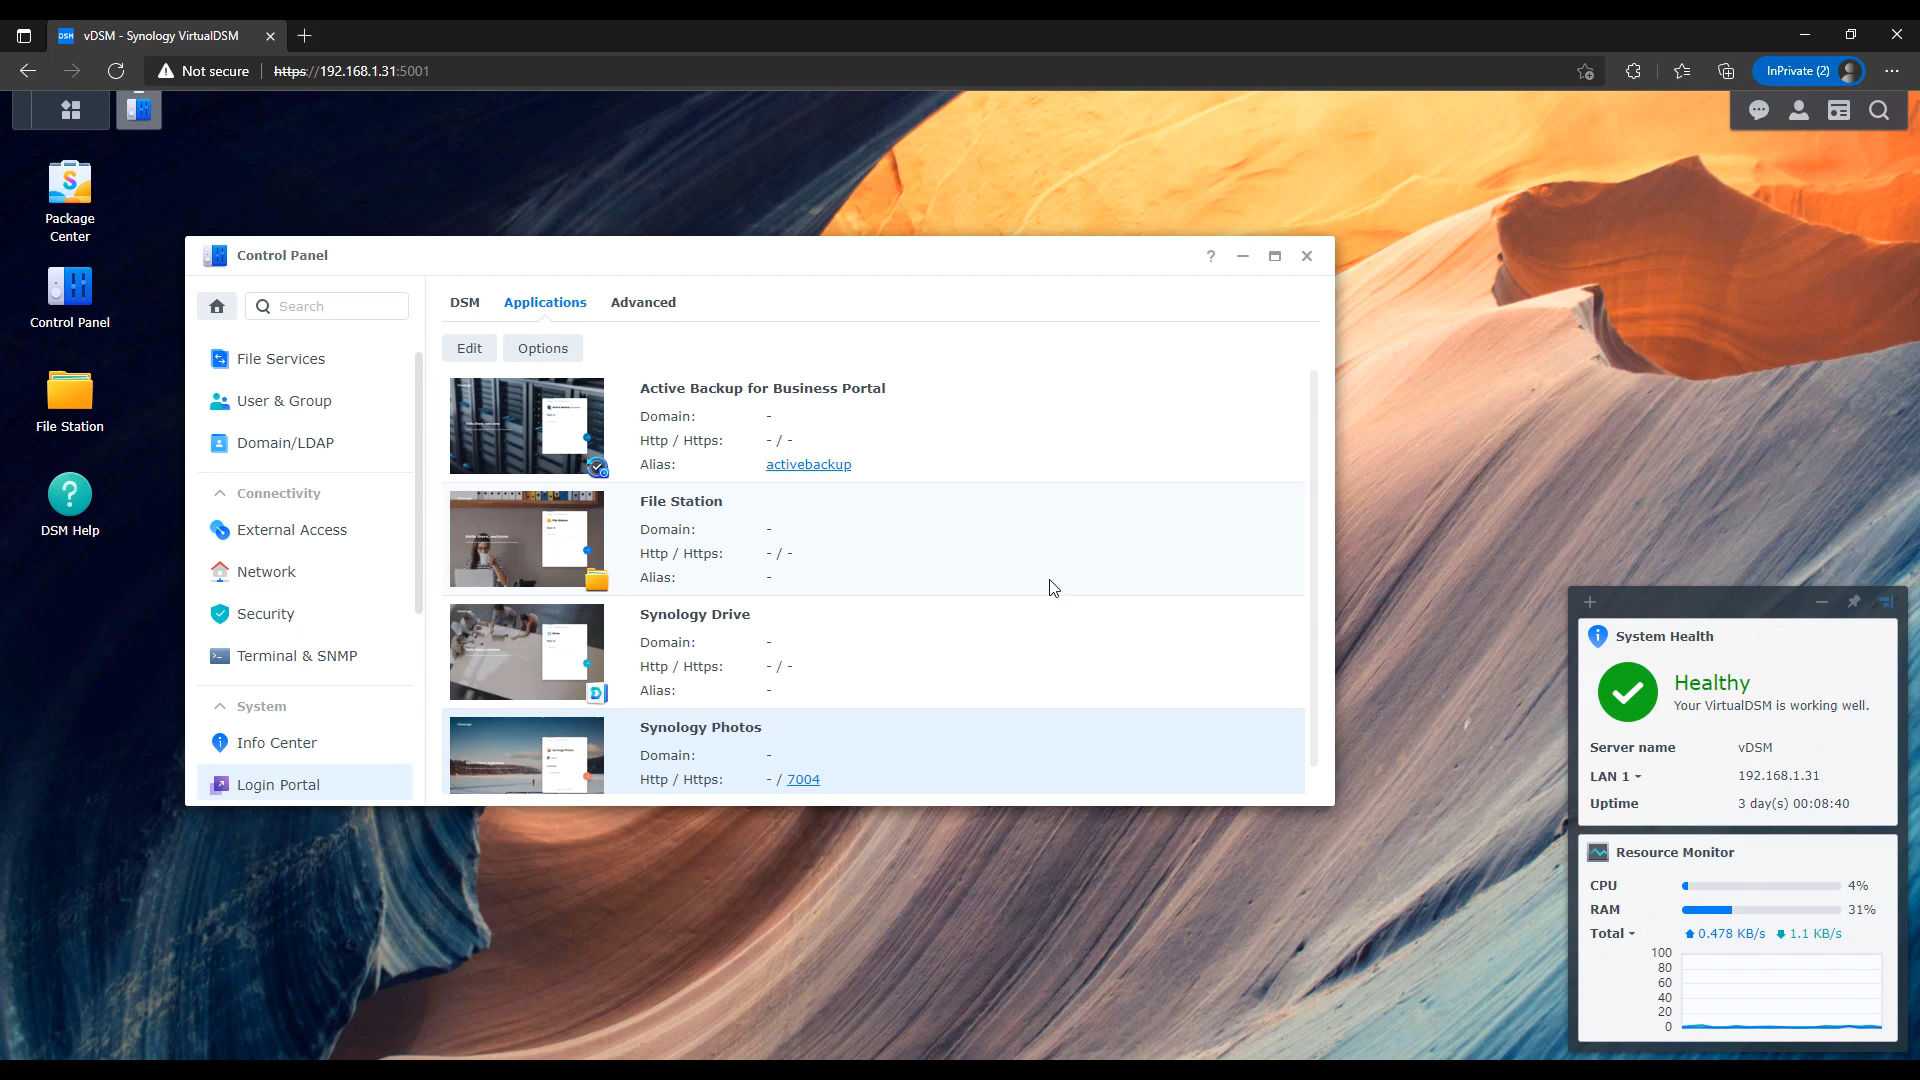 vDSM - Synology VirtualDSM
Not secure
https://192.168.1.31:5001
InPrivate (2)
Package Center
Control Panel
File Station
DSM Help
Control Panel
Search
File Services
User & Group
Domain/LDAP
Connectivity
External Access
Network
Security
Terminal & SNMP
System
Info Center
Login Portal
DSM Applications Advanced
Edit Options
Active Backup for Business Portal
Domain: -
Http / Https: - / -
Alias: activebackup
File Station
Domain: -
Http / Https: - / -
Alias: -
Synology Drive
Domain: -
Http / Https: - / -
Alias: -
Synology Photos
Domain: -
Http / Https: - / 7004
System Health
Healthy
Your VirtualDSM is working well.
Server name vDSM
LAN 1 192.168.1.31
Uptime 3 day(s) 00:08:40
Resource Monitor
CPU 4%
RAM 31%
Total 0.478 KB/s 1.1 KB/s
100
80
60
40
20
0